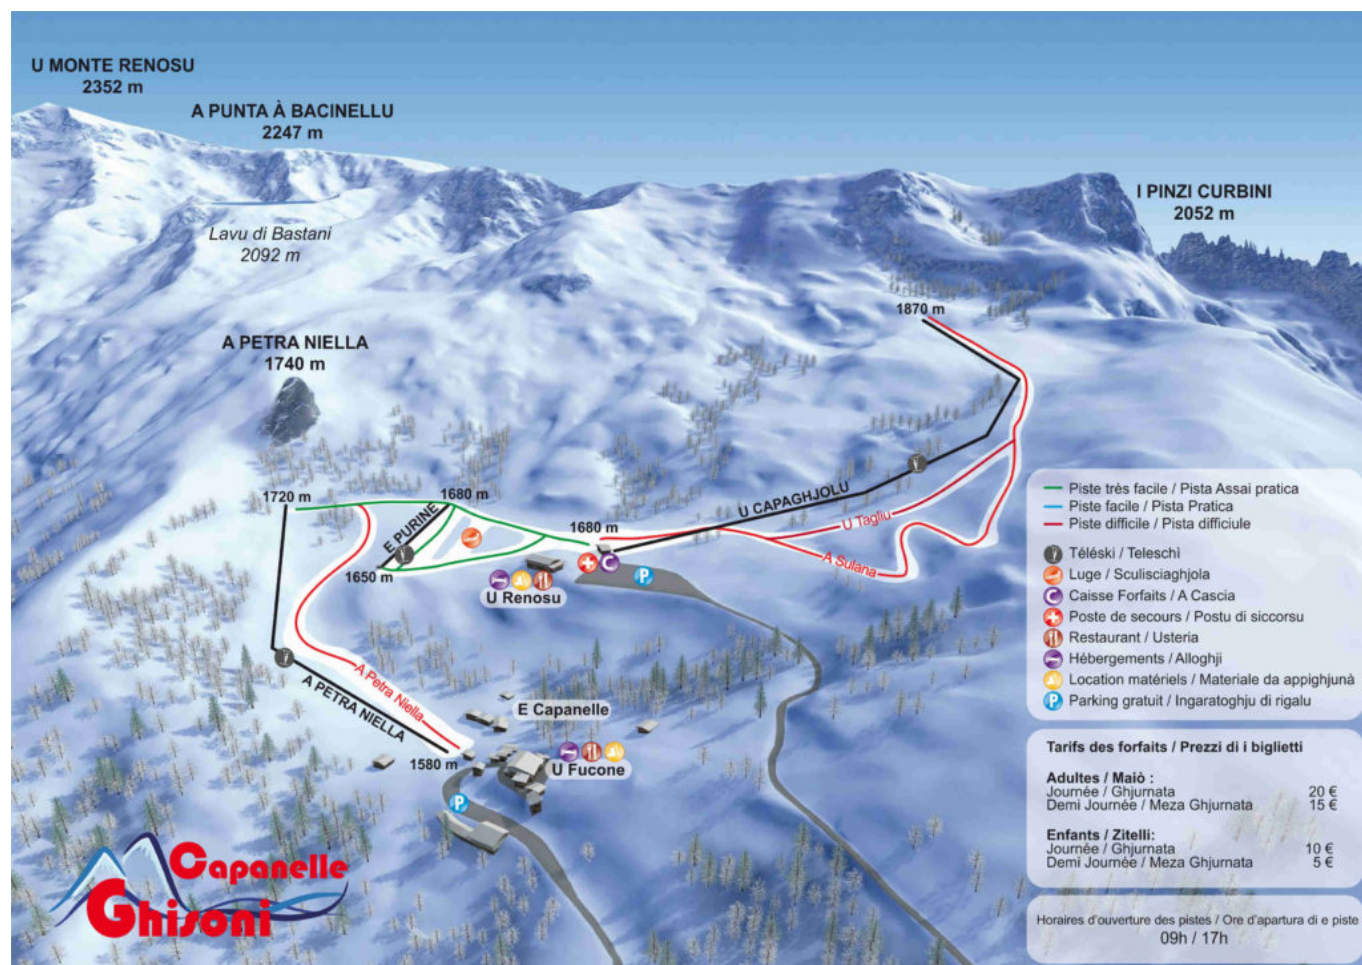 U MONTE RENOSU
2352 m
A PUNTA À BACINELLU
2247 m
Lavu di Bastani
2092 m
I PINZI CURBINI
2052 m
1870 m
A PETRA NIELLA
1740 m
1720 m
1680 m
E PURINE
1650 m
1680 m
U CAPAGHJOLU
U Tagliu
A Sulana
P
U Renosu
A Petra Niella
A PETRA NIELLA
E Capanelle
1580 m
U Fucone
P
Capanelle
Ghisoni
Piste très facile / Pista Assai pratica
Piste facile / Pista Pratica
Piste difficile / Pista difficiule
Téléski / Teleschì
Luge / Sculisciaghjola
Caisse Forfaits / A Cascia
Poste de secours / Postu di siccorsu
Restaurant / Usteria
Hébergements / Alloghji
Location matériels / Materiale da appighjunà
P Parking gratuit / Ingaratoghju di rigalu
Tarifs des forfaits / Prezzi di i biglietti
Adultes / Maiò :
Journée / Ghjurnata 20 €
Demi Journée / Meza Ghjurnata 15 €
Enfants / Zitelli:
Journée / Ghjurnata 10 €
Demi Journée / Meza Ghjurnata 5 €
Horaires d'ouverture des pistes / Ore d'apartura di e piste
09h / 17h